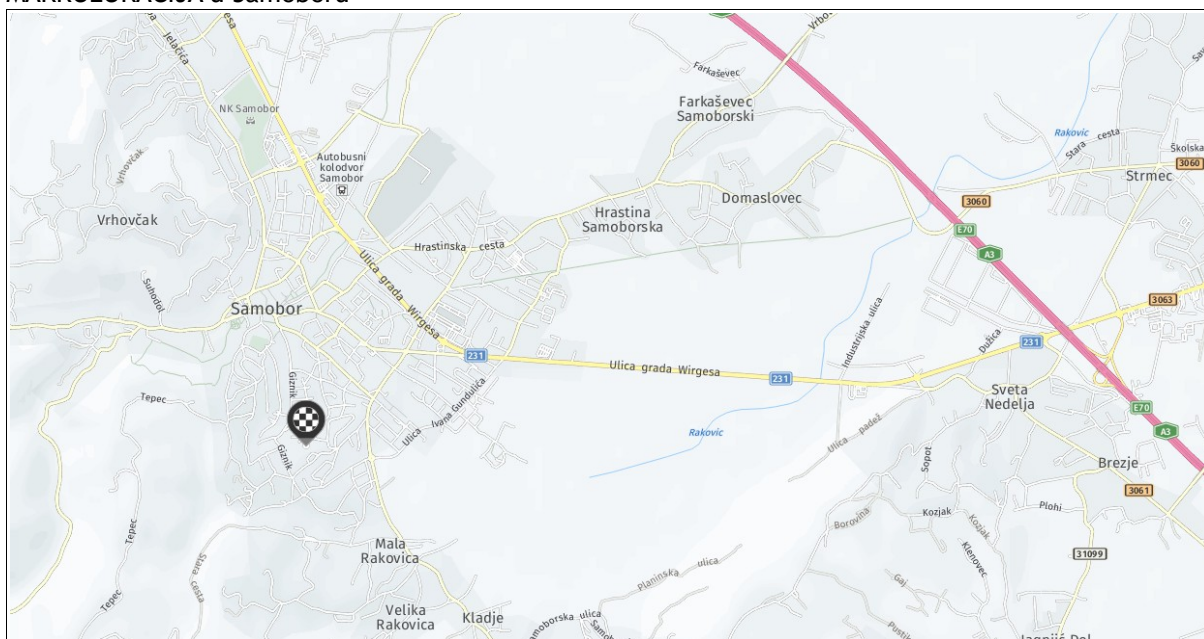 MAKROLOKACIJA u Samoboru
Jelačića
NK Samobor
Vrhovčak
Vrhovčak
Autobusni
kolodvor
Samobor
Farkaševec
Farkaševec
Samoborski
Rakovic
Stara cesta
Školska
3060
Strmec
Domaslovec
3060
Hrastina
Samoborska
E70
A3
Hrastinska cesta
Ulica grada Wirgesa
Suhodol
Samobor
3063
Industrijska ulica
Dužica
231
231
Ulica grada Wirgesa
231
Sveta
Nedelja
Giznik
Tepec
Ulica Ivana Gundulića
E70
A3
Rakovic
Ulica padež
Giznik
Sopot
Brezje
3061
Plohi
Kozjak
Kozjak
Borovina
Tepec
Stara cesta
Mala
Rakovica
Klenovec
31099
Planinska ulica
Gaj
Tepec
Velika
Rakovica
Kladje